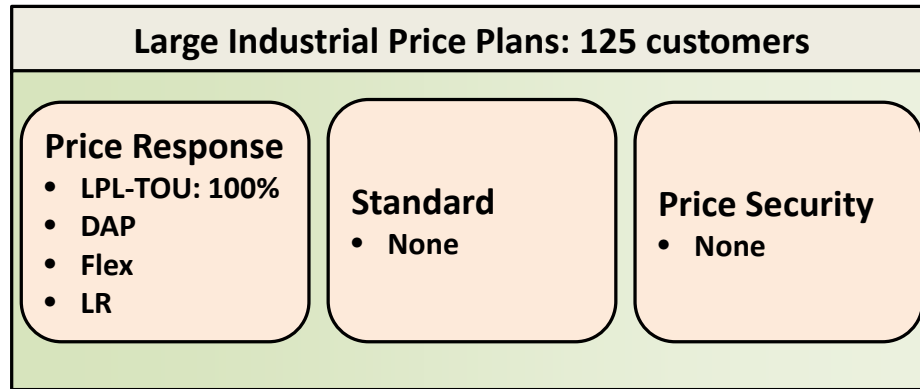 Large Industrial Price Plans: 125 customers
Price Response
• LPL-TOU: 100%
• DAP
• Flex
• LR
Standard
• None
Price Security
• None